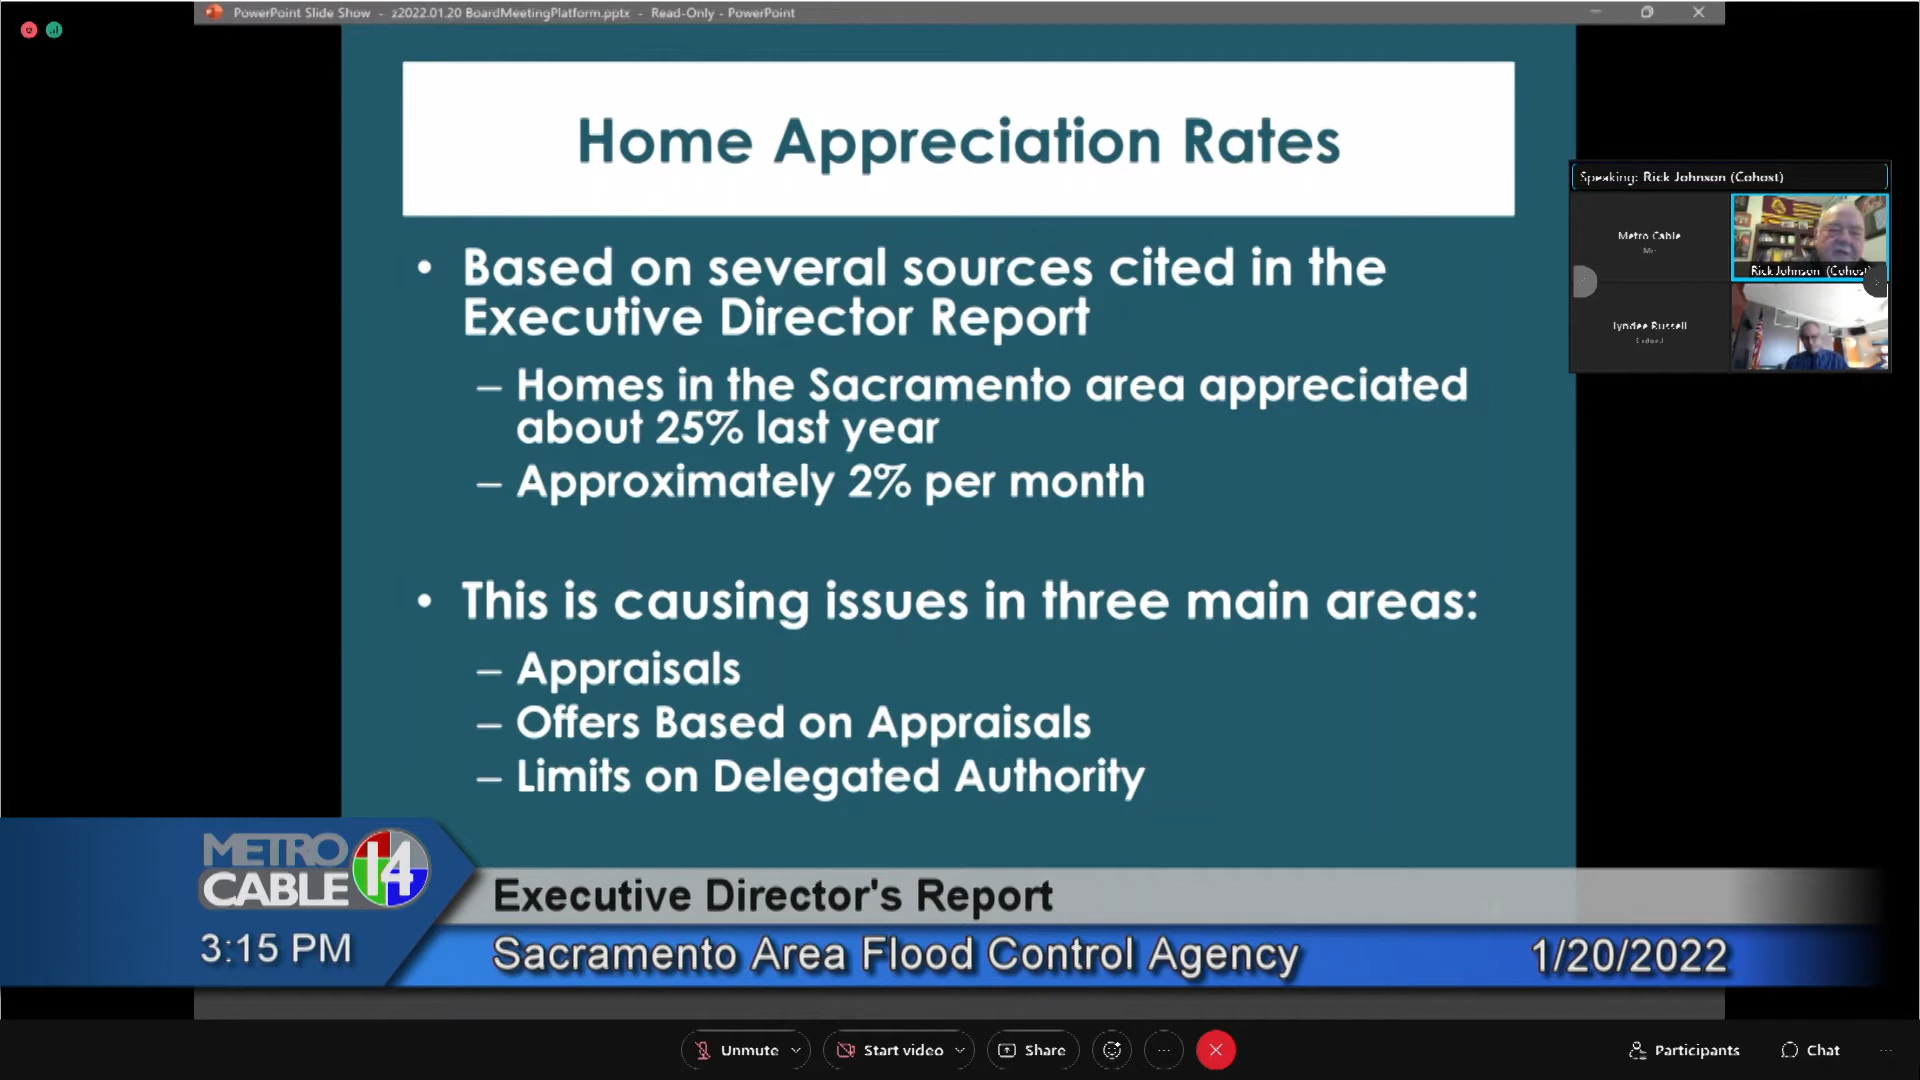 PowerPoint Slide Show - z2022.01.20 BoardMeetingPlatform.pptx - Read-Only - PowerPoint
Home Appreciation Rates
Speaking: Rick Johnson (Cohost)
Metro Cable
Rick Johnson (Cohost)
Lyndee Russell
• Based on several sources cited in the
Executive Director Report
– Homes in the Sacramento area appreciated
about 25% last year
– Approximately 2% per month
• This is causing issues in three main areas:
– Appraisals
– Offers Based on Appraisals
– Limits on Delegated Authority
METRO
CABLE 14
Executive Director's Report
3:15 PM
Sacramento Area Flood Control Agency 1/20/2022
Unmute Start video Share Participants Chat